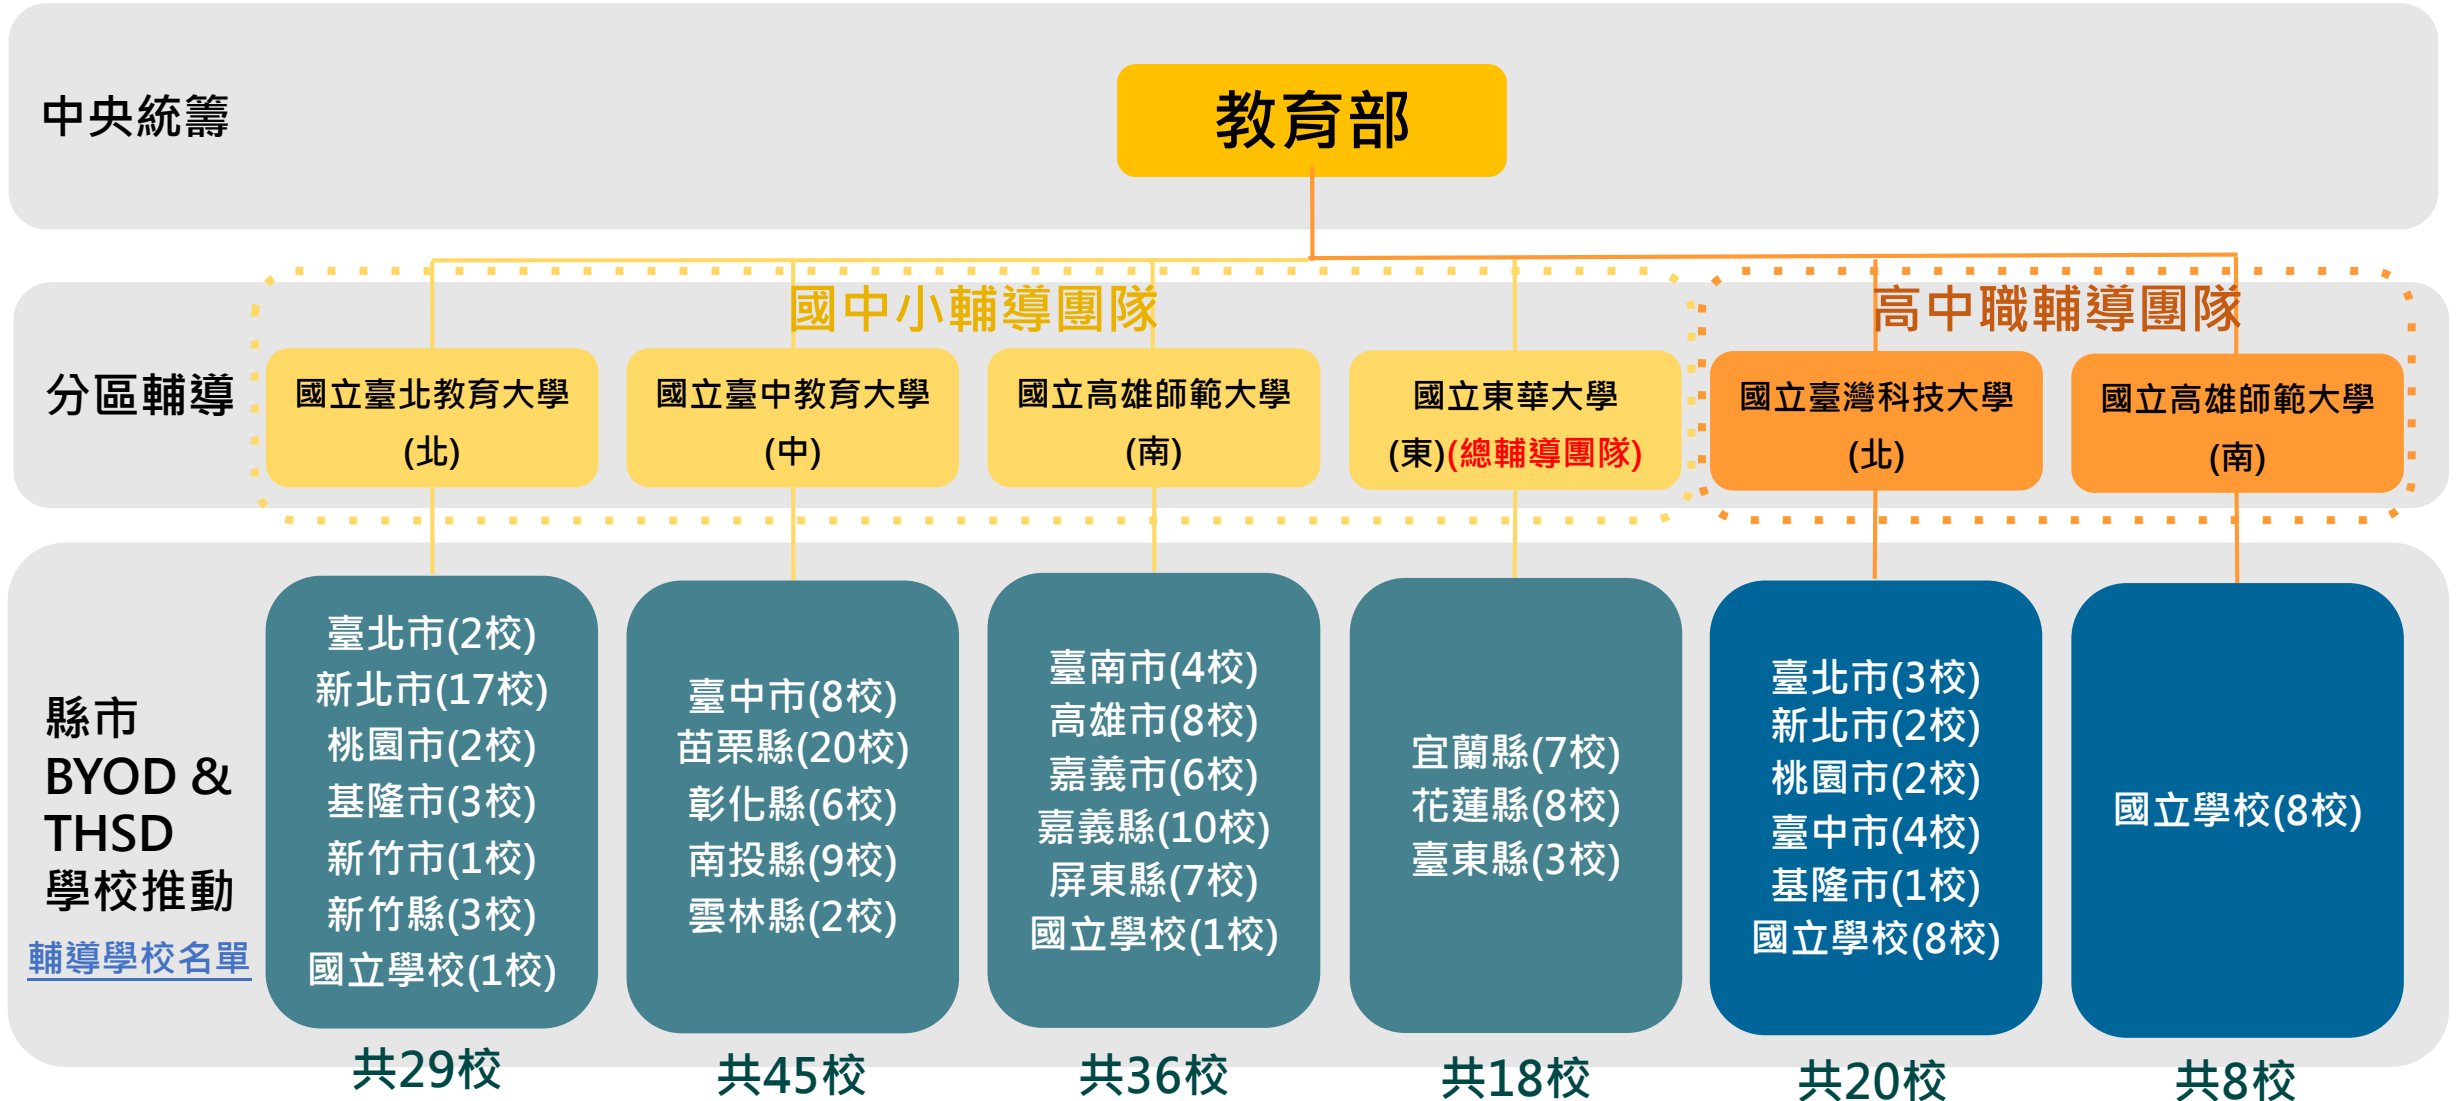 中央統籌
教育部
國中小輔導團隊
高中職輔導團隊
分區輔導
國立臺北教育大學
(北)
國立臺中教育大學
(中)
國立高雄師範大學
(南)
國立東華大學
(東)(總輔導團隊)
國立臺灣科技大學
(北)
國立高雄師範大學
(南)
縣市
BYOD &
THSD
學校推動
輔導學校名單
臺北市(2校)
新北市(17校)
桃園市(2校)
基隆市(3校)
新竹市(1校)
新竹縣(3校)
國立學校(1校)
共29校
臺中市(8校)
苗栗縣(20校)
彰化縣(6校)
南投縣(9校)
雲林縣(2校)
共45校
臺南市(4校)
高雄市(8校)
嘉義市(6校)
嘉義縣(10校)
屏東縣(7校)
國立學校(1校)
共36校
宜蘭縣(7校)
花蓮縣(8校)
臺東縣(3校)
共18校
臺北市(3校)
新北市(2校)
桃園市(2校)
臺中市(4校)
基隆市(1校)
國立學校(8校)
共20校
國立學校(8校)
共8校